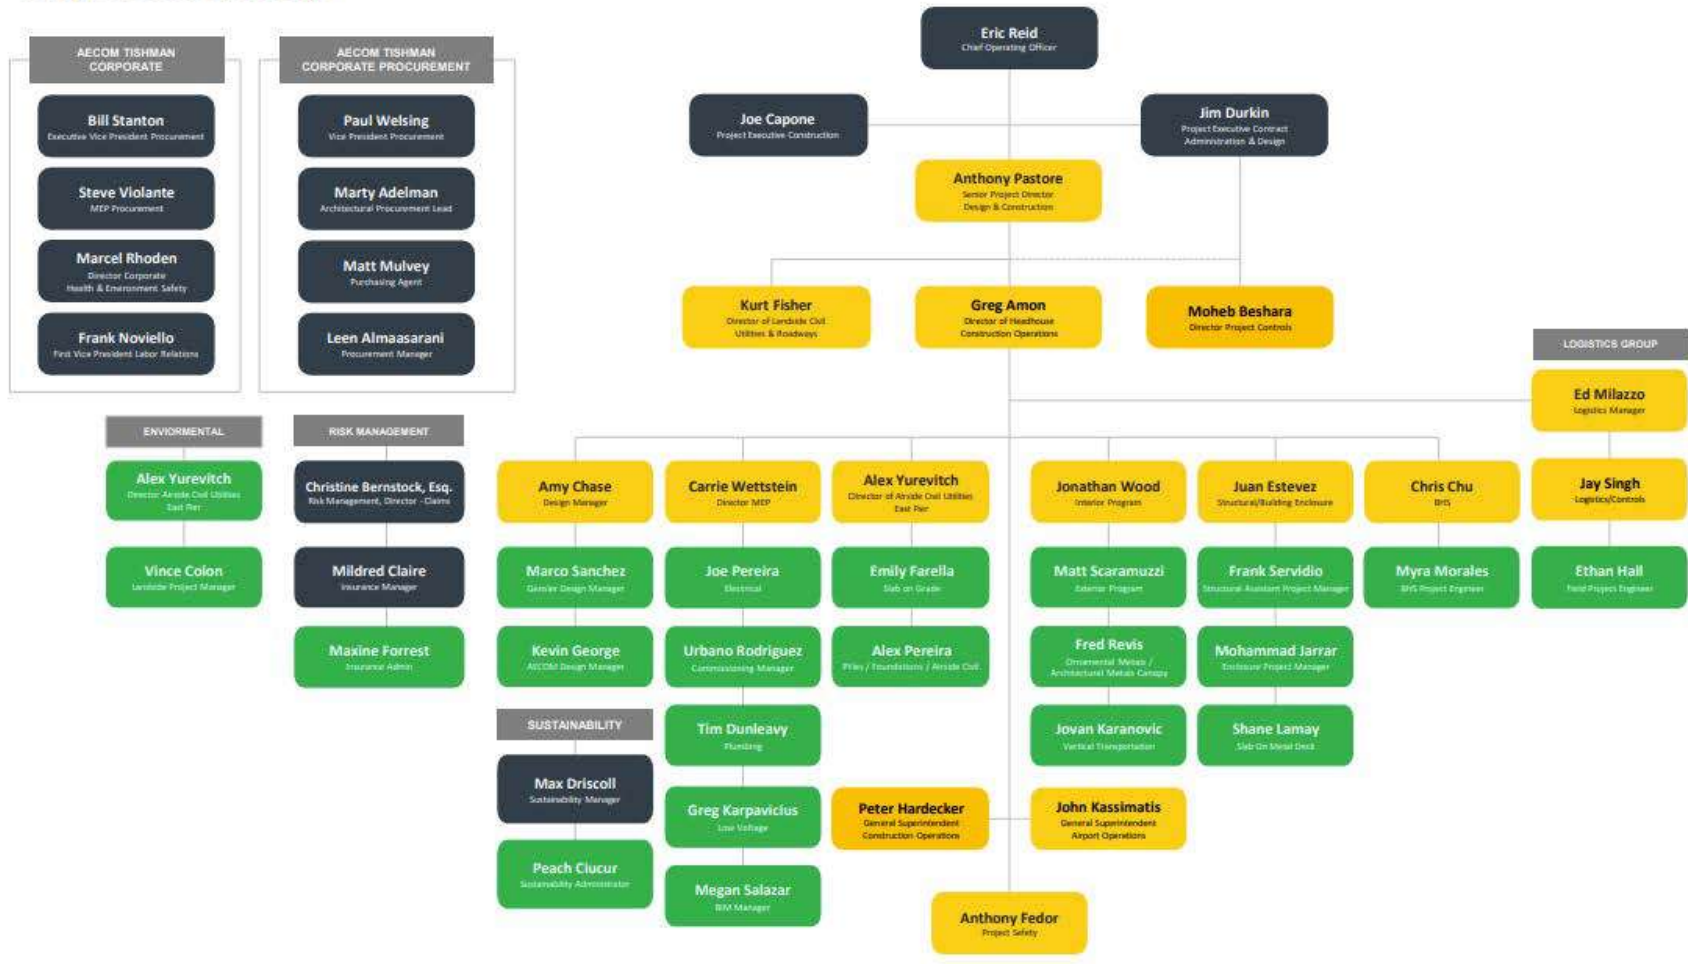 AECOM TISHMAN
CORPORATE
Bill Stanton
Executive Vice President Procurement
Steve Violante
MEP Procurement
Marcel Rhoden
Director Corporate
Health & Environment Safety
Frank Noviello
First Vice President Labor Relations
AECOM TISHMAN
CORPORATE PROCUREMENT
Paul Welsing
Vice President Procurement
Marty Adelman
Architectural Procurement Lead
Matt Mulvey
Purchasing Agent
Leen Almaasarani
Procurement Manager
Eric Reid
Chief Operating Officer
Joe Capone
Project Executive Construction
Jim Durkin
Project Executive Contract
Administration & Design
Anthony Pastore
Senior Project Director
Design & Construction
Kurt Fisher
Director of Landside Civil
Utilities & Roadways
Greg Amon
Director of Headhouse
Construction Operations
Moheb Beshara
Director Project Controls
LOGISTICS GROUP
Ed Milazzo
Logistics Manager
Jay Singh
Logistics/Controls
Ethan Hall
Field Project Engineer
ENVIORMENTAL
Alex Yurevitch
Director Airside Civil Utilities
East Pier
Vince Colon
Landside Project Manager
RISK MANAGEMENT
Christine Bernstock, Esq.
Risk Management, Director - Claims
Mildred Claire
Insurance Manager
Maxine Forrest
Insurance Admin
Amy Chase
Design Manager
Marco Sanchez
Gensler Design Manager
Kevin George
AECOM Design Manager
SUSTAINABILITY
Max Driscoll
Sustainability Manager
Peach Ciucur
Sustainability Administrator
Carrie Wettstein
Director MEP
Joe Pereira
Electrical
Urbano Rodriguez
Commissioning Manager
Tim Dunleavy
Plumbing
Greg Karpavicius
Low Voltage
Megan Salazar
BIM Manager
Alex Yurevitch
Director of Airside Civil Utilities
East Pier
Emily Farella
Slab on Grade
Alex Pereira
Piles / Foundations / Airside Civil
Jonathan Wood
Interior Program
Matt Scaramuzzi
Exterior Program
Fred Revis
Ornamental Metals /
Architectural Metals Canopy
Jovan Karanovic
Vertical Transportation
Juan Estevez
Structural/Building Enclosure
Frank Servidio
Structural Assistant Project Manager
Mohammad Jarrar
Enclosure Project Manager
Shane Lamay
Slab On Metal Deck
Chris Chu
BHS
Myra Morales
BHS Project Engineer
Peter Hardecker
General Superintendent
Construction Operations
John Kassimatis
General Superintendent
Airport Operations
Anthony Fedor
Project Safety